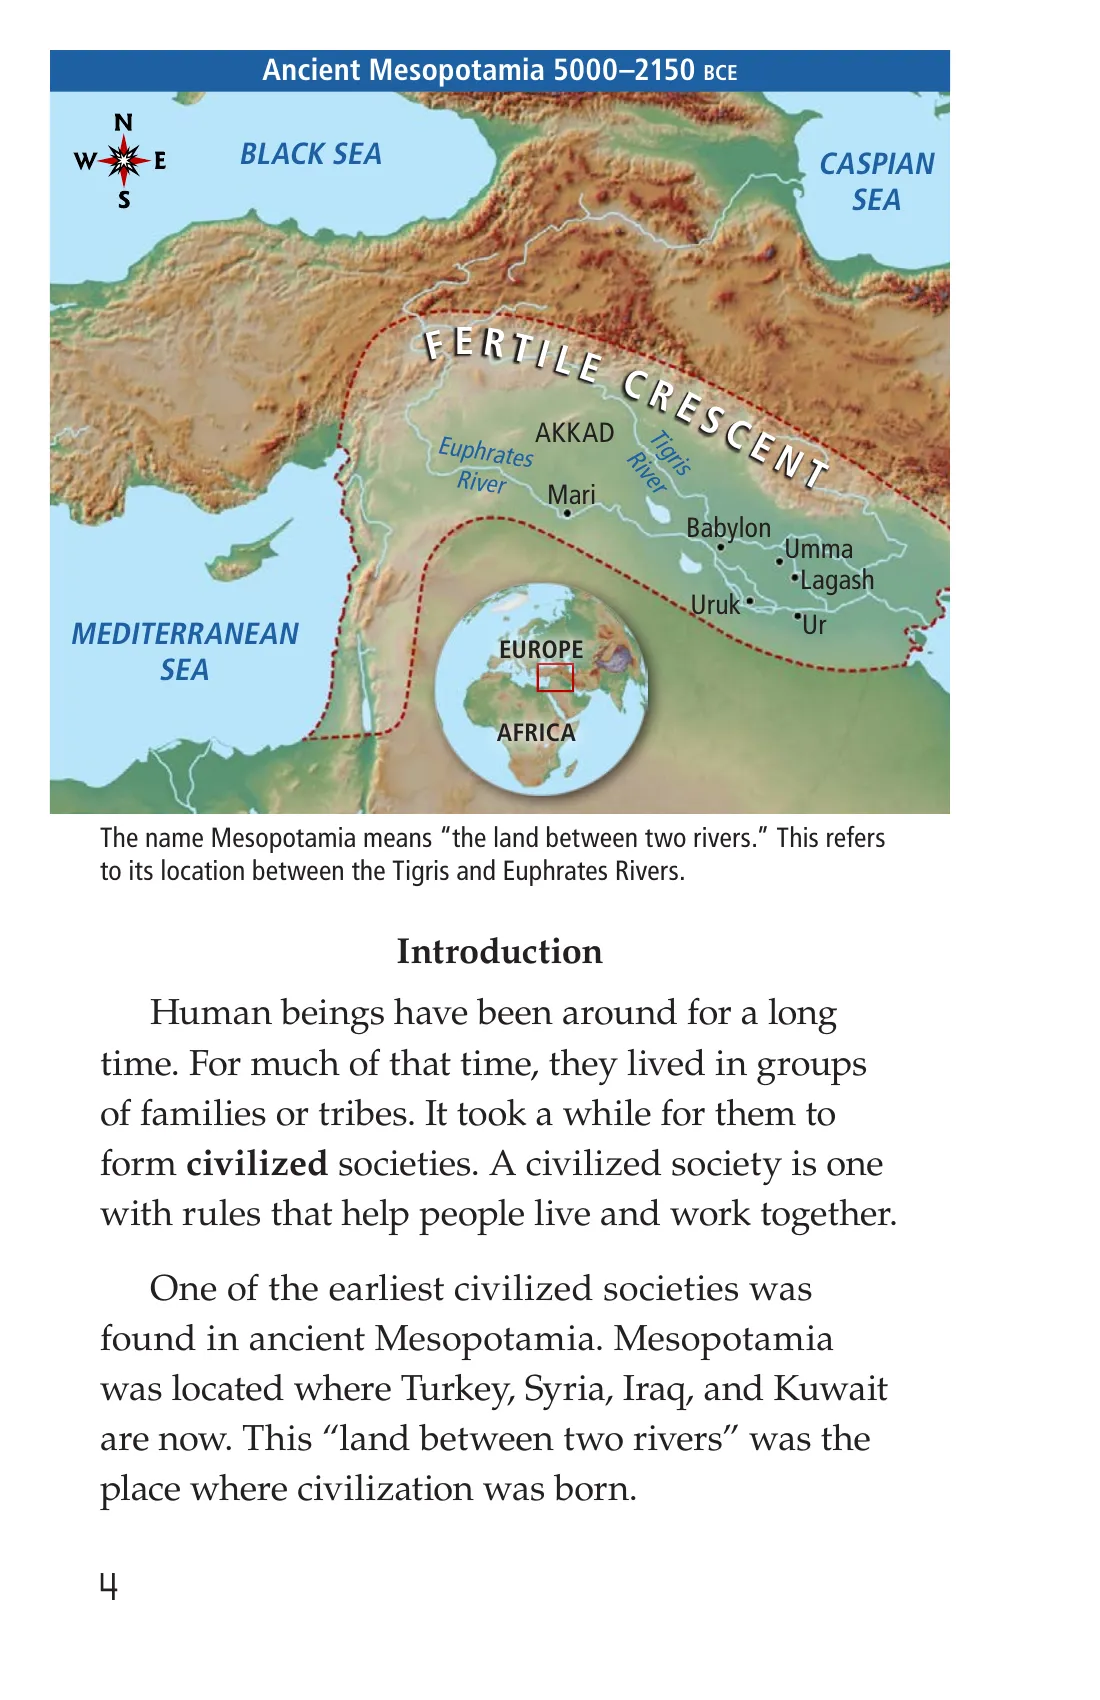 Ancient Mesopotamia 5000–2150 BCE
N
W E
S
BLACK SEA
CASPIAN
SEA
FERTILE CRESCENT
AKKAD
Euphrates
River
Tigris
River
Mari
Babylon
Umma
Lagash
Uruk
Ur
MEDITERRANEAN
SEA
EUROPE
AFRICA
The name Mesopotamia means “the land between two rivers.” This refers
to its location between the Tigris and Euphrates Rivers.
Introduction
Human beings have been around for a long
time. For much of that time, they lived in groups
of families or tribes. It took a while for them to
form civilized societies. A civilized society is one
with rules that help people live and work together.
One of the earliest civilized societies was
found in ancient Mesopotamia. Mesopotamia
was located where Turkey, Syria, Iraq, and Kuwait
are now. This “land between two rivers” was the
place where civilization was born.
4